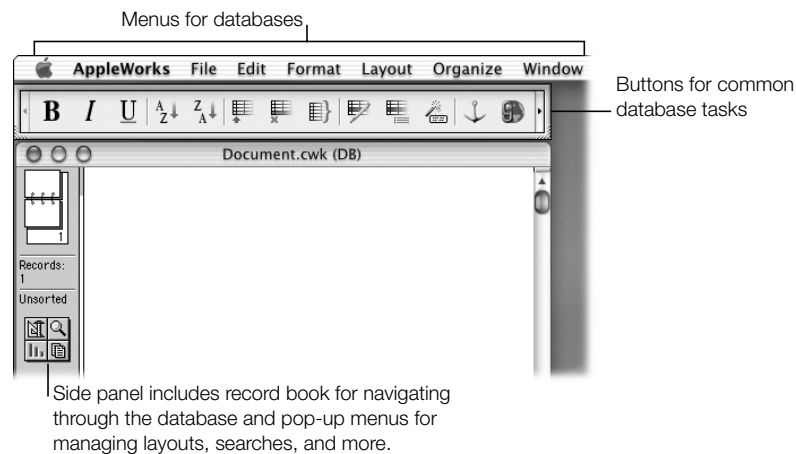 Menus for databases
AppleWorks File Edit Format Layout Organize Window
Buttons for common
database tasks
B I U A Z Z A
Document.cwk (DB)
1
Records:
1
Unsorted
Side panel includes record book for navigating
through the database and pop-up menus for
managing layouts, searches, and more.